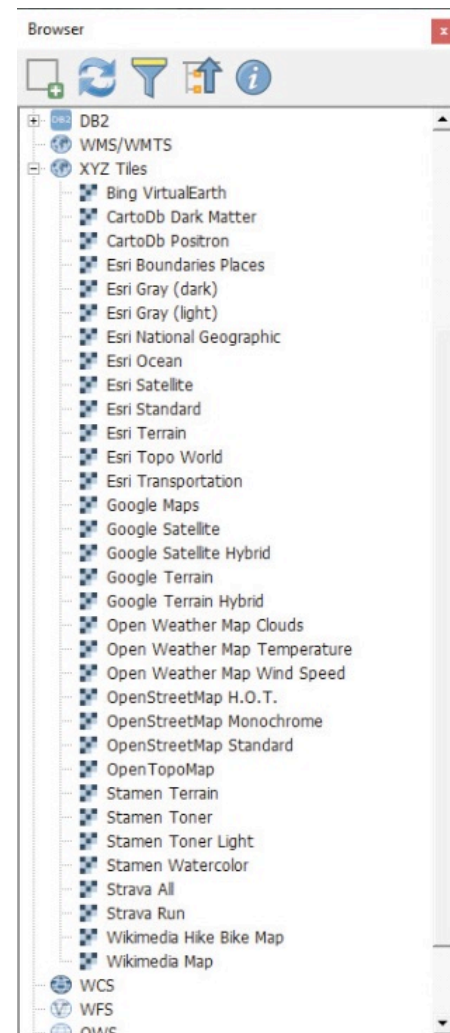 Browser
x
DB2 DB2
WMS/WMTS
XYZ Tiles
Bing VirtualEarth
CartoDb Dark Matter
CartoDb Positron
Esri Boundaries Places
Esri Gray (dark)
Esri Gray (light)
Esri National Geographic
Esri Ocean
Esri Satellite
Esri Standard
Esri Terrain
Esri Topo World
Esri Transportation
Google Maps
Google Satellite
Google Satellite Hybrid
Google Terrain
Google Terrain Hybrid
Open Weather Map Clouds
Open Weather Map Temperature
Open Weather Map Wind Speed
OpenStreetMap H.O.T.
OpenStreetMap Monochrome
OpenStreetMap Standard
OpenTopoMap
Stamen Terrain
Stamen Toner
Stamen Toner Light
Stamen Watercolor
Strava All
Strava Run
Wikimedia Hike Bike Map
Wikimedia Map
WCS
WFS
OWS